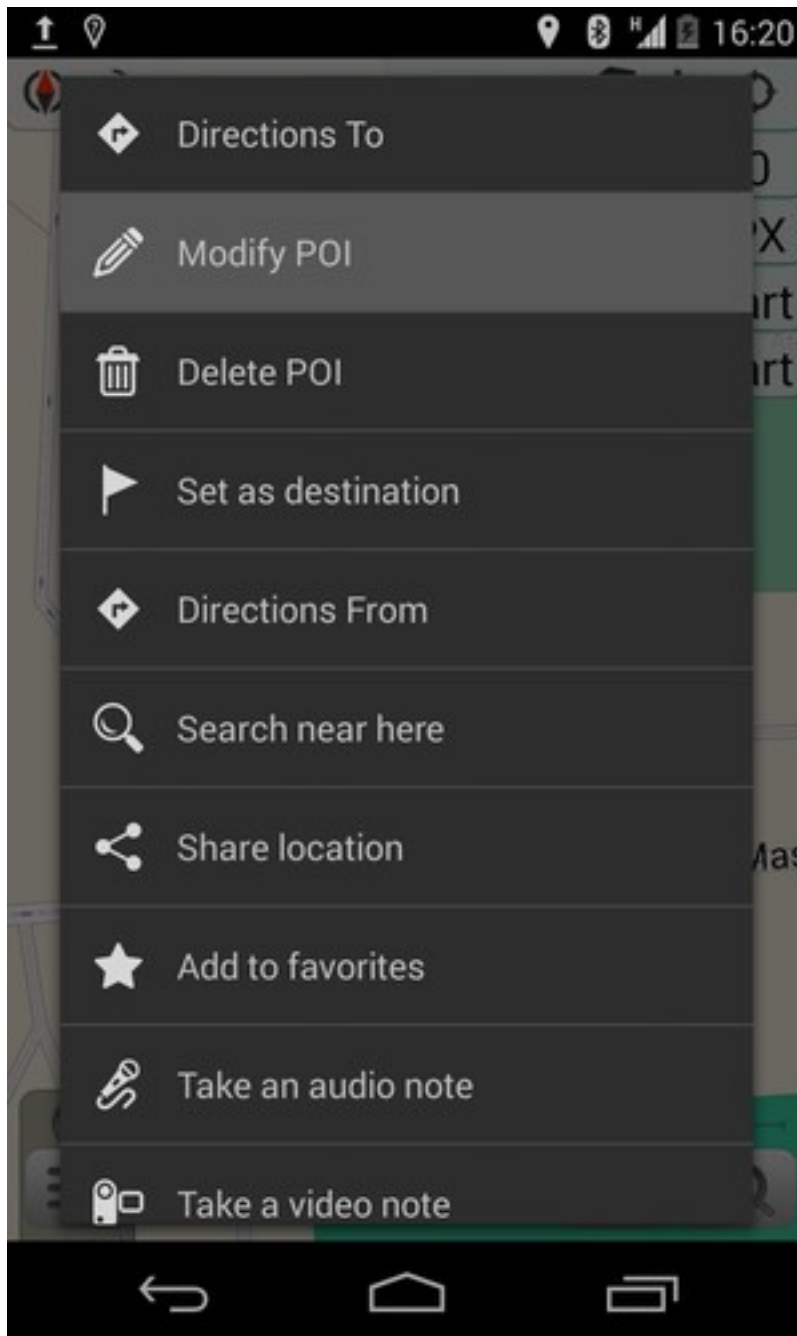 H 16:20
Directions To
Modify POI
Delete POI
Set as destination
Directions From
Search near here
Share location
Add to favorites
Take an audio note
Take a video note